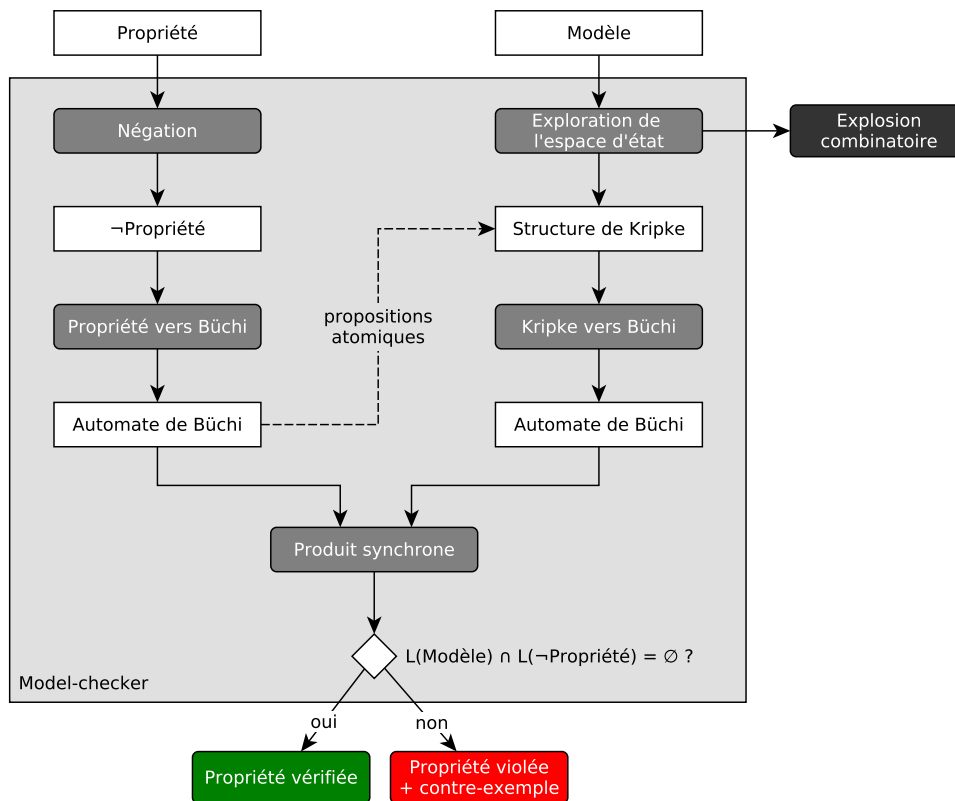 Propriété
Modèle
Négation
Exploration de
l'espace d'état
Explosion
combinatoire
¬Propriété
Structure de Kripke
propositions
atomiques
Propriété vers Büchi
Kripke vers Büchi
Automate de Büchi
Automate de Büchi
Produit synchrone
L(Modèle) ∩ L(¬Propriété) = ∅ ?
Model-checker
oui
non
Propriété vérifiée
Propriété violée
+ contre-exemple